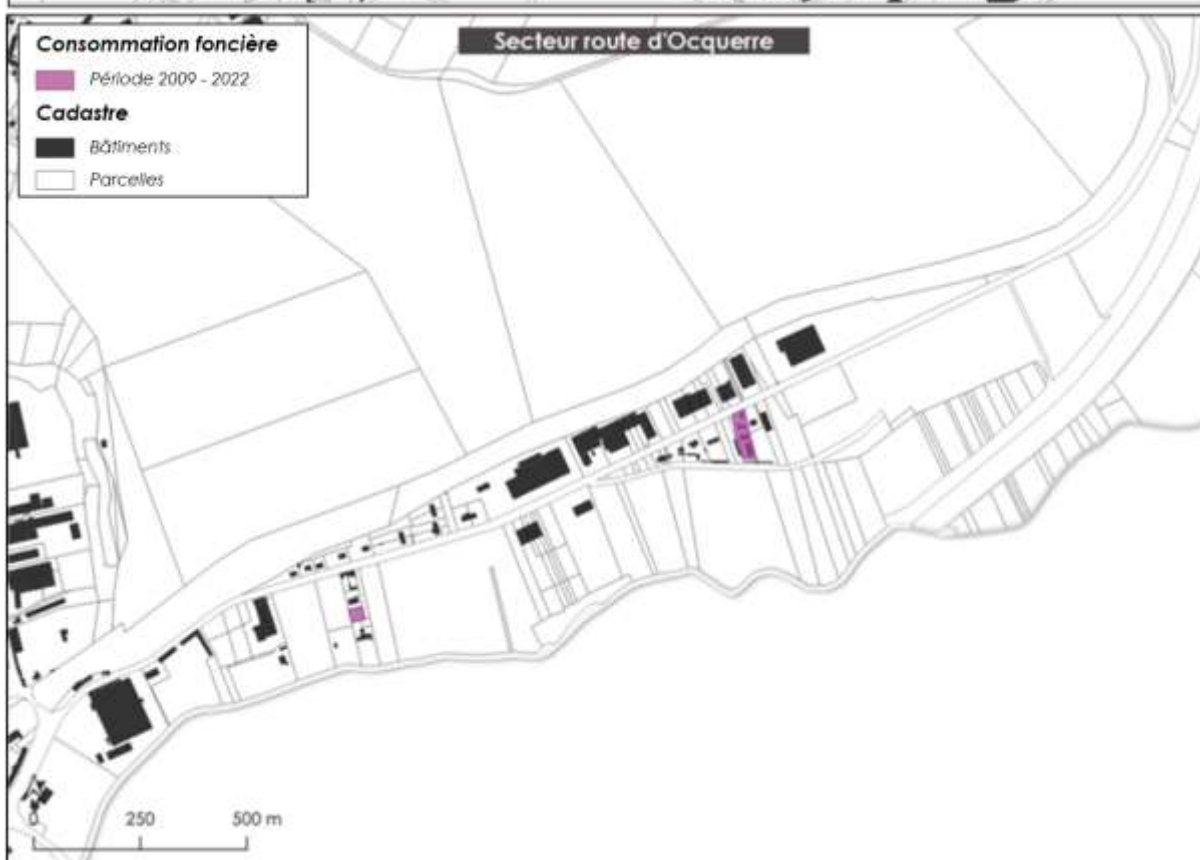 Consommation foncière
Secteur route d'Ocquerre
Période 2009 - 2022
Cadastre
Bâtiments
Parcelles
0 250 500 m